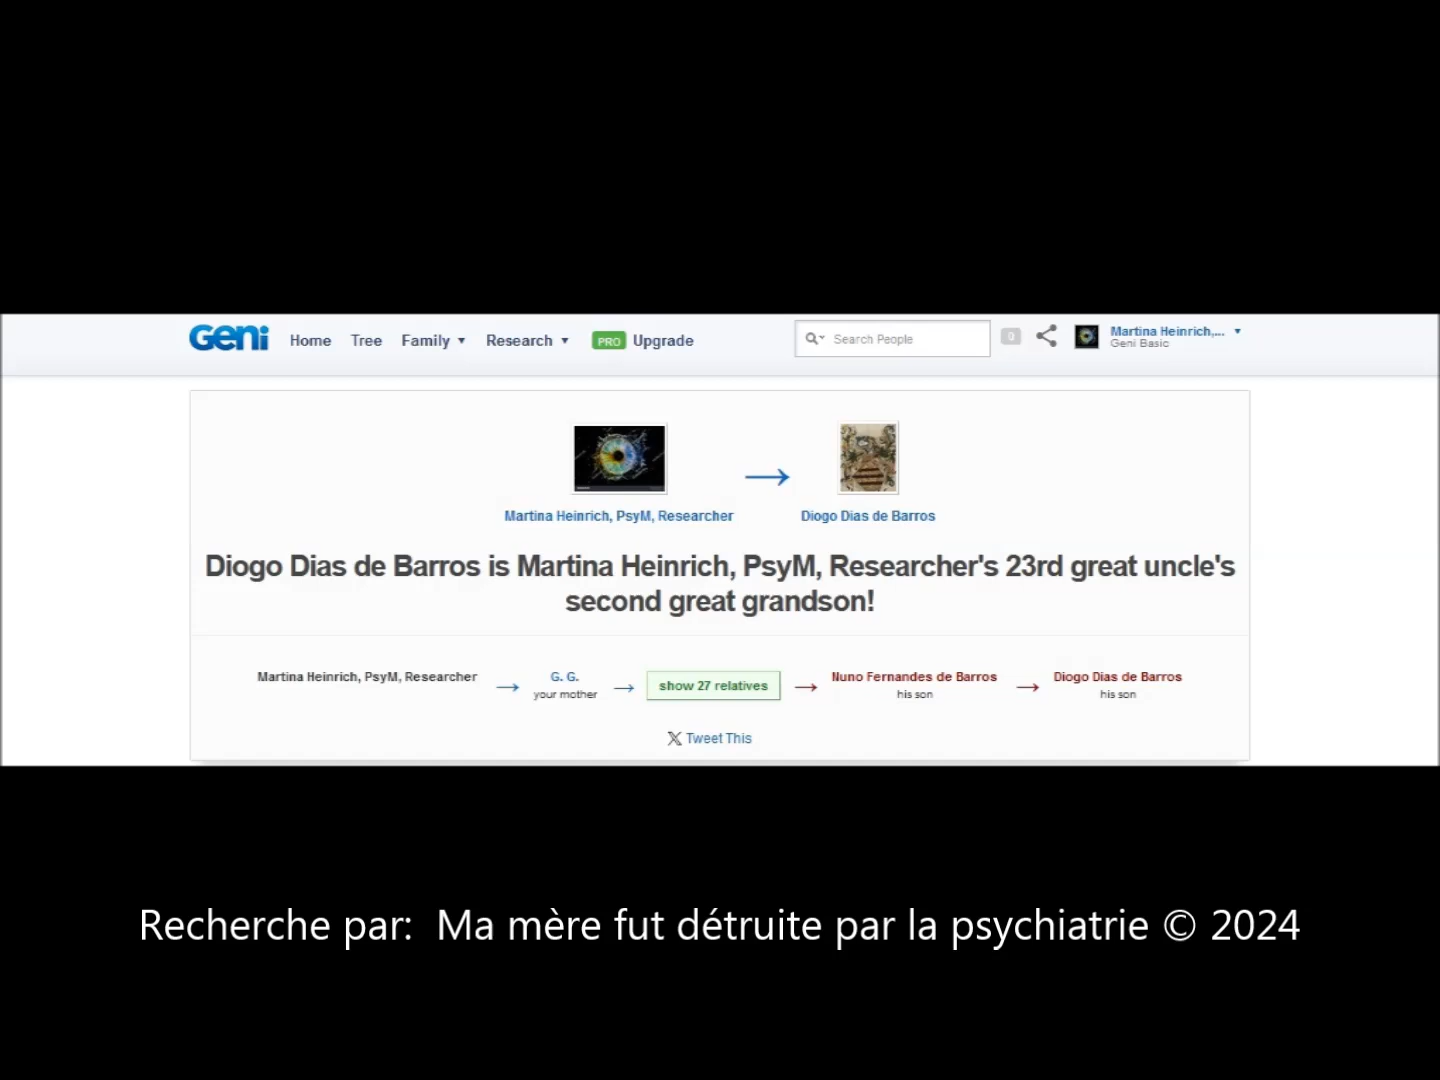 Geni Home Tree Family Research PRO Upgrade Search People 0 Martina Heinrich,...
Geni Basic
Martina Heinrich, PsyM, Researcher Diogo Dias de Barros
Diogo Dias de Barros is Martina Heinrich, PsyM, Researcher's 23rd great uncle's
second great grandson!
Martina Heinrich, PsyM, Researcher → G. G. → show 27 relatives → Nuno Fernandes de Barros → Diogo Dias de Barros
your mother his son his son
Tweet This
Recherche par:  Ma mère fut détruite par la psychiatrie © 2024